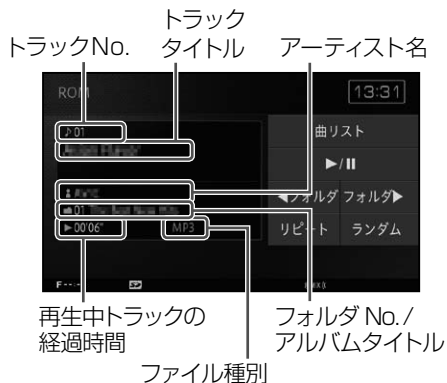 トラック
トラックNo. タイトル アーティスト名
ROM 13:31
♪01
曲リスト
▶/II
◀フォルダ フォルダ▶
01
▶00'06" MP3 リピート ランダム
再生中トラックの
経過時間
フォルダ No./
アルバムタイトル
ファイル種別